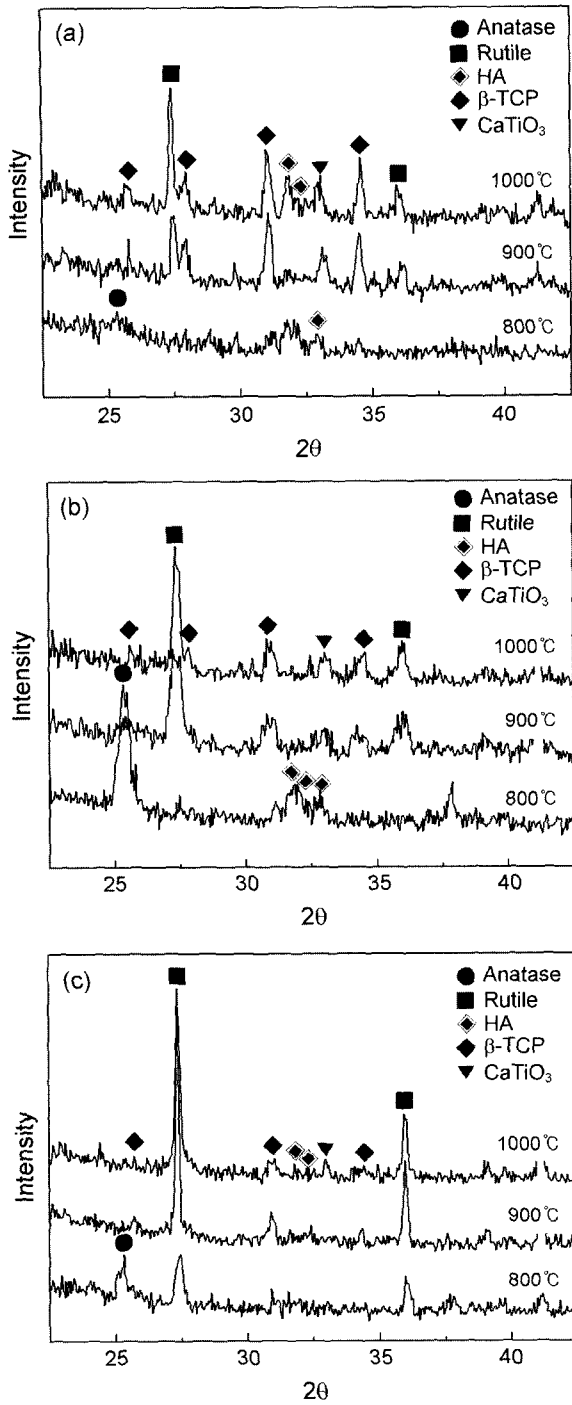 (a)
Anatase
Rutile
HA
β-TCP
CaTiO₃
1000℃
900℃
800℃
Intensity
25 30 35 40
2θ
(b)
Anatase
Rutile
HA
β-TCP
CaTiO₃
1000℃
900℃
800℃
Intensity
25 30 35 40
2θ
(c)
Anatase
Rutile
HA
β-TCP
CaTiO₃
1000℃
900℃
800℃
Intensity
25 30 35 40
2θ